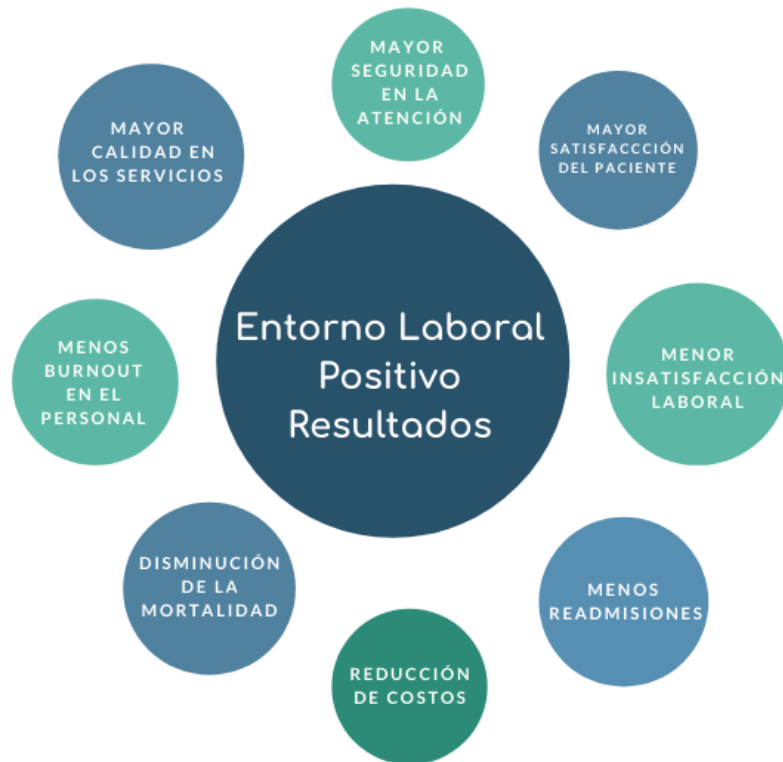 MAYOR
SEGURIDAD
EN LA
ATENCIÓN
MAYOR
SATISFACCCIÓN
DEL PACIENTE
MAYOR
CALIDAD EN
LOS SERVICIOS
Entorno Laboral
Positivo
Resultados
MENOR
INSATISFACCIÓN
LABORAL
MENOS
BURNOUT
EN EL
PERSONAL
DISMINUCIÓN
DE LA
MORTALIDAD
MENOS
READMISIONES
REDUCCIÓN
DE COSTOS